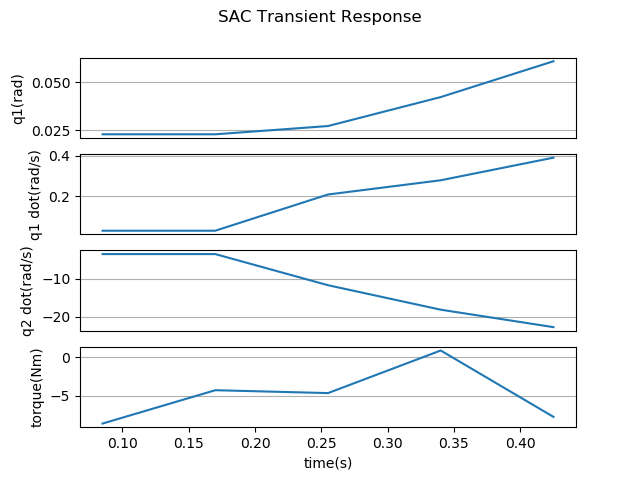 SAC Transient Response
q1(rad)
0.050
0.025
q1 dot(rad/s)
0.4
0.2
q2 dot(rad/s)
−10
−20
torque(Nm)
0
−5
0.10 0.15 0.20 0.25 0.30 0.35 0.40
time(s)